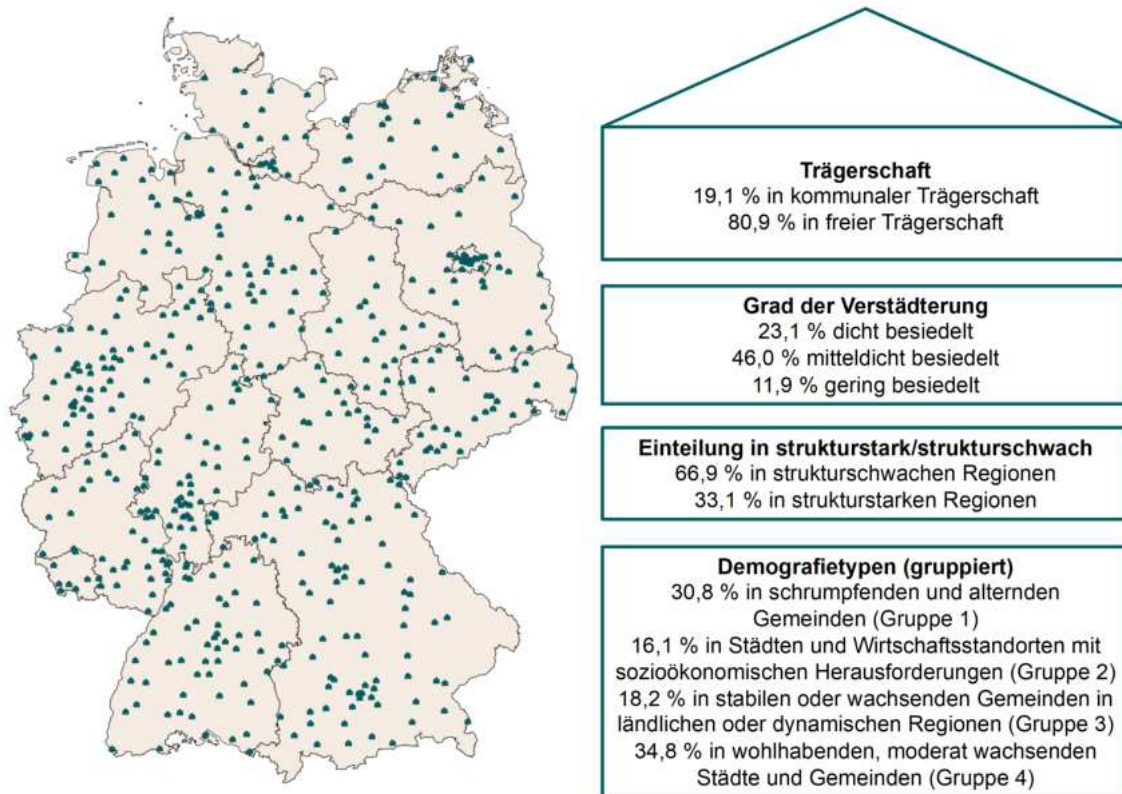 Trägerschaft
19,1 % in kommunaler Trägerschaft
80,9 % in freier Trägerschaft
Grad der Verstädterung
23,1 % dicht besiedelt
46,0 % mitteldicht besiedelt
11,9 % gering besiedelt
Einteilung in strukturstark/strukturschwach
66,9 % in strukturschwachen Regionen
33,1 % in strukturstarken Regionen
Demografietypen (gruppiert)
30,8 % in schrumpfenden und alternden
Gemeinden (Gruppe 1)
16,1 % in Städten und Wirtschaftsstandorten mit
sozioökonomischen Herausforderungen (Gruppe 2)
18,2 % in stabilen oder wachsenden Gemeinden in
ländlichen oder dynamischen Regionen (Gruppe 3)
34,8 % in wohlhabenden, moderat wachsenden
Städte und Gemeinden (Gruppe 4)